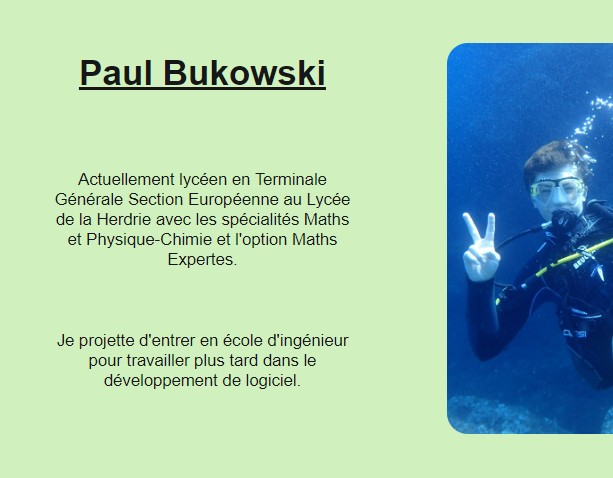 Paul Bukowski
Actuellement lycéen en Terminale
Générale Section Européenne au Lycée
de la Herdrie avec les spécialités Maths
et Physique-Chimie et l'option Maths
Expertes.
Je projette d'entrer en école d'ingénieur
pour travailler plus tard dans le
développement de logiciel.